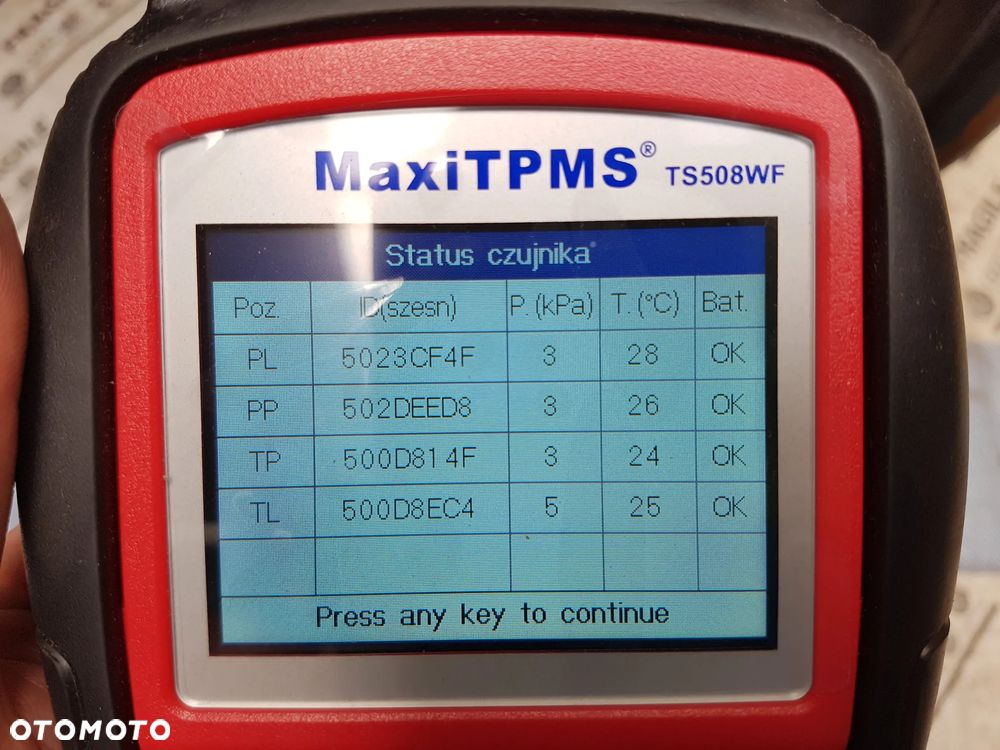 MaxiTPMS® TS508WF
Status czujnika
Poz. ID(szesn) P. (kPa) T. (°C) Bat.
PL 5023CF4F 3 28 OK
PP 502DEED8 3 26 OK
TP 500D814F 3 24 OK
TL 500D8EC4 5 25 OK
Press any key to continue
OTOMOTO